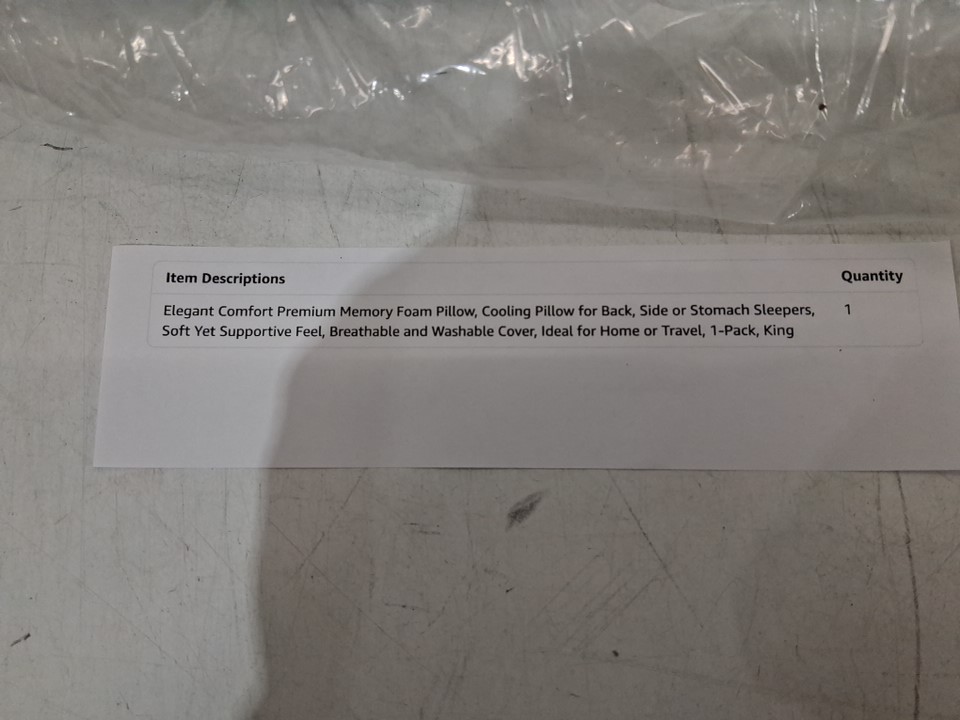 Item Descriptions Quantity
Elegant Comfort Premium Memory Foam Pillow, Cooling Pillow for Back, Side or Stomach Sleepers, 1
Soft Yet Supportive Feel, Breathable and Washable Cover, Ideal for Home or Travel, 1-Pack, King